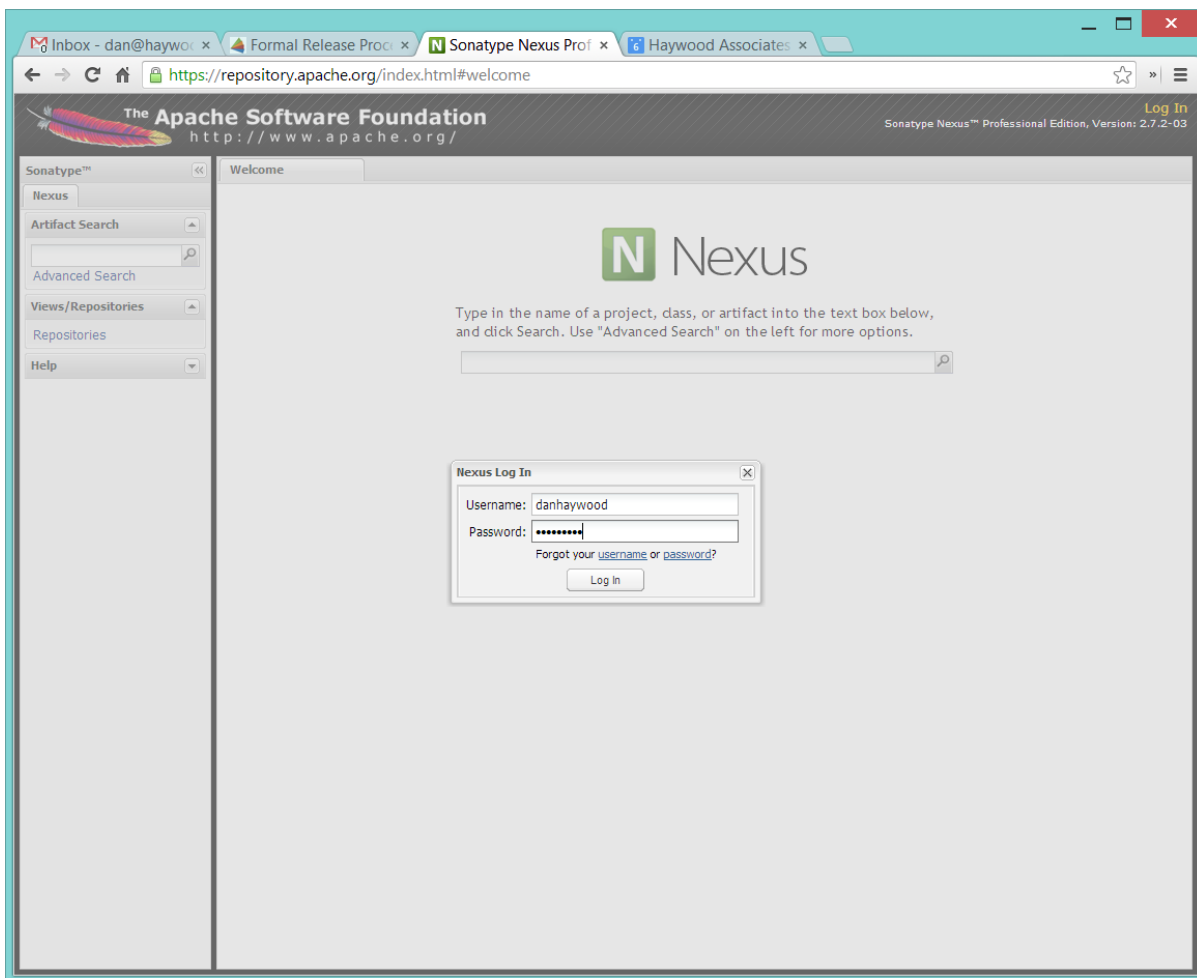 Inbox - dan@haywo
Formal Release Proc
Sonatype Nexus Prof
Haywood Associates
https://repository.apache.org/index.html#welcome
The Apache Software Foundation
http://www.apache.org/
Log In
Sonatype Nexus™ Professional Edition, Version: 2.7.2-03
Sonatype™
Welcome
Nexus
Artifact Search
Advanced Search
Views/Repositories
Repositories
Help
N Nexus
Type in the name of a project, class, or artifact into the text box below,
and click Search. Use "Advanced Search" on the left for more options.
Nexus Log In
Username: danhaywood
Password: •••••••••
Forgot your username or password?
Log In